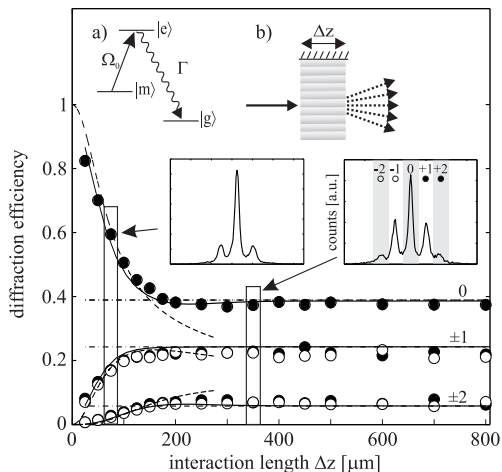 a)
|e⟩
Ω₀
Γ
|m⟩
|g⟩
b)
Δz
-2 -1 0 +1 +2
counts [a.u.]
diffraction efficiency
1
0.8
0.6
0.4
0.2
0
0
±1
±2
0 200 400 600 800
interaction length Δz [μm]